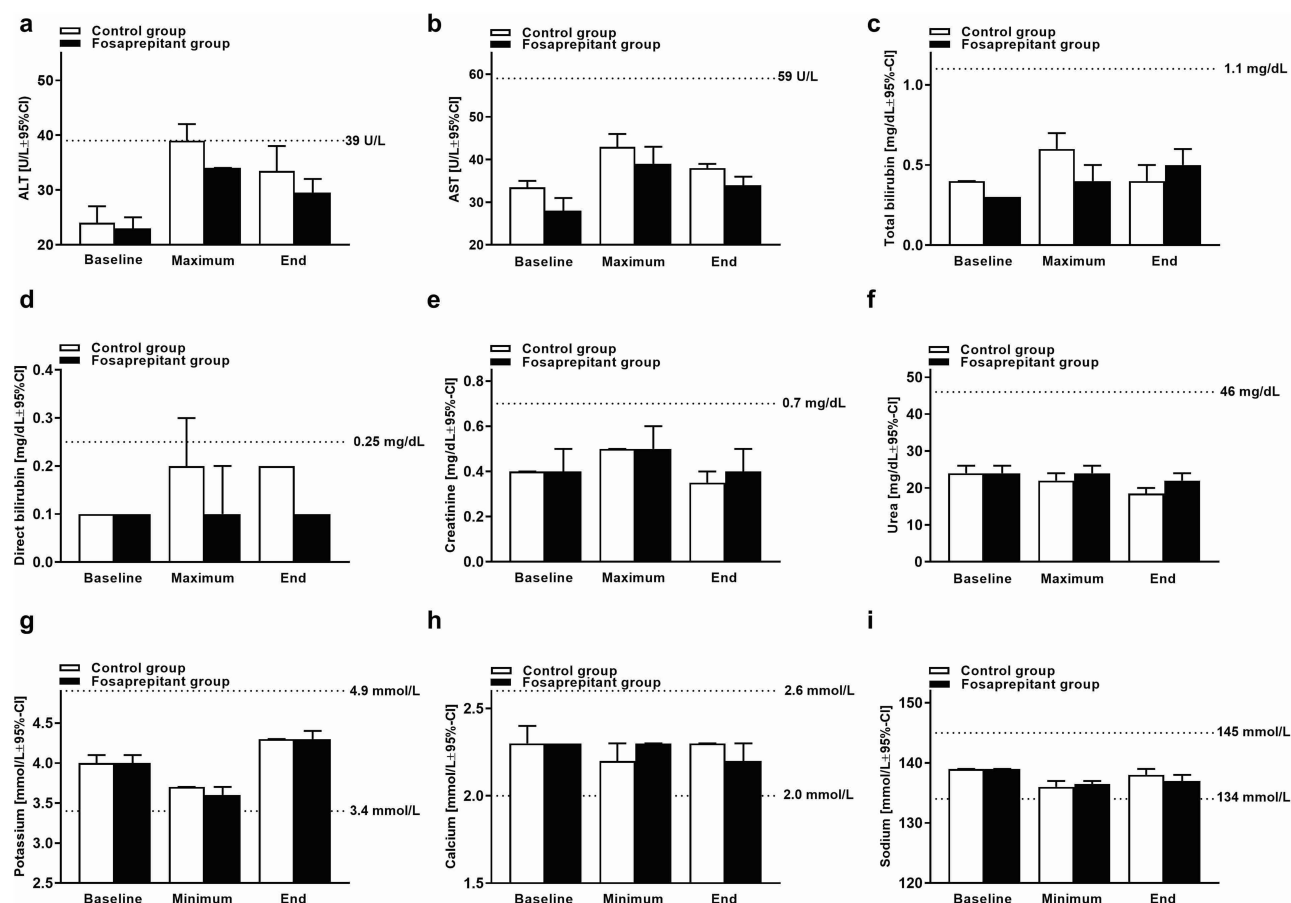 a
Control group
Fosaprepitant group
ALT [U/L±95%CI)
50
40
30
20
39 U/L
Baseline Maximum End
b
Control group
Fosaprepitant group
AST [U/L±95%CI]
60
50
40
30
20
59 U/L
Baseline Maximum End
c
Control group
Fosaprepitant group
Total bilirubin [mg/dL±95%-CI]
1.0
0.5
0.0
1.1 mg/dL
Baseline Maximum End
d
Control group
Fosaprepitant group
Direct bilirubin [mg/dL±95%CI]
0.4
0.3
0.2
0.1
0.0
0.25 mg/dL
Baseline Maximum End
e
Control group
Fosaprepitant group
Creatinine [mg/dL±95%-CI]
0.8
0.6
0.4
0.2
0.0
0.7 mg/dL
Baseline Maximum End
f
Control group
Fosaprepitant group
Urea [mg/dL±95%-CI]
50
40
30
20
10
0
46 mg/dL
Baseline Maximum End
g
Control group
Fosaprepitant group
Potassium [mmol/L±95%-CI]
4.5
4.0
3.5
3.0
2.5
4.9 mmol/L
3.4 mmol/L
Baseline Minimum End
h
Control group
Fosaprepitant group
Calcium [mmol/L±95%-CI]
2.5
2.0
1.5
2.6 mmol/L
2.0 mmol/L
Baseline Minimum End
i
Control group
Fosaprepitant group
Sodium [mmol/L±95%-CI]
150
140
130
120
145 mmol/L
134 mmol/L
Baseline Minimum End